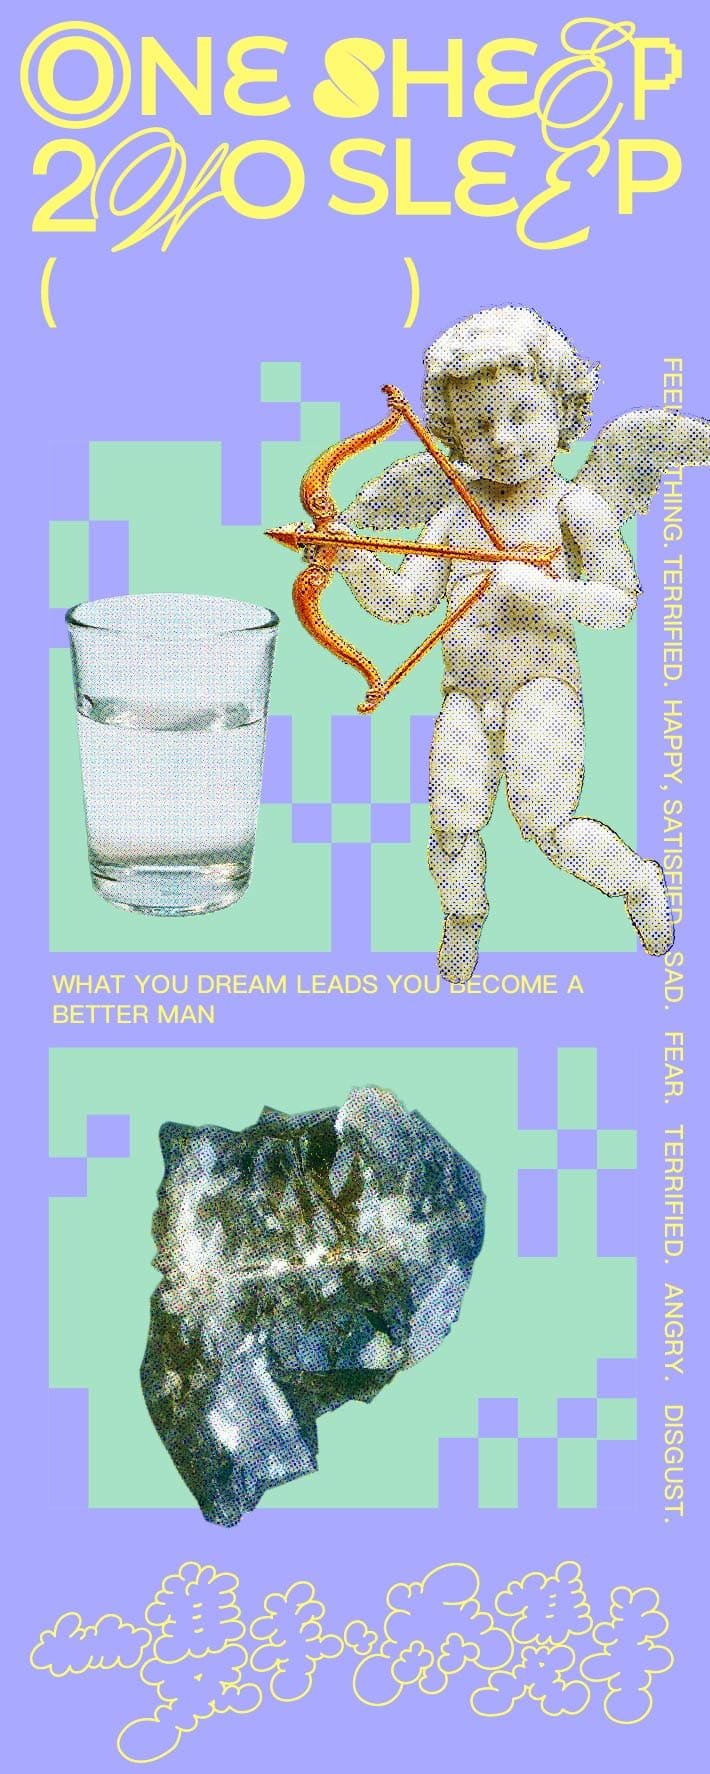 ONE SHEEP
2WO SLEEP
( )
WHAT YOU DREAM LEADS YOU BECOME A
BETTER MAN
FEEL THING. TERRIFIED. HAPPY, SATISFIED. SAD. FEAR. TERRIFIED. ANGRY. DISGUST.